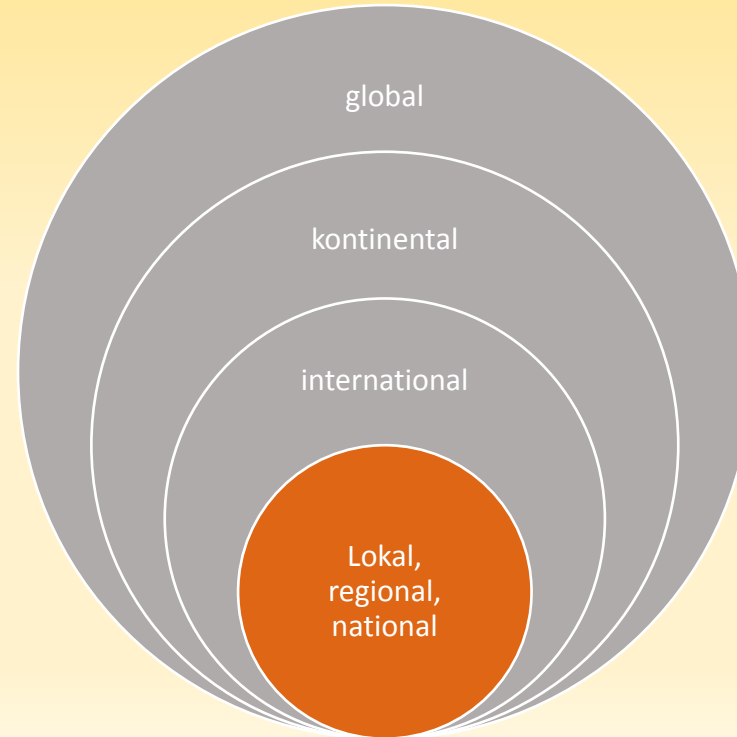 global
kontinental
international
Lokal,
regional,
national